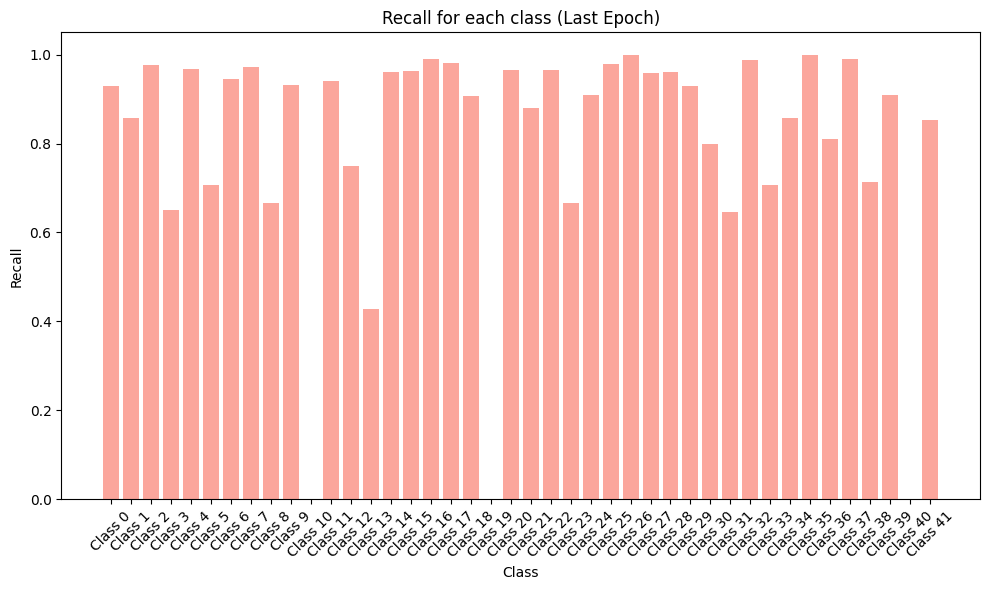 Recall for each class (Last Epoch)
1.0
0.8
0.6
0.4
0.2
0.0
Recall
Class 0
Class 1
Class 2
Class 3
Class 4
Class 5
Class 6
Class 7
Class 8
Class 9
Class 10
Class 11
Class 12
Class 13
Class 14
Class 15
Class 16
Class 17
Class 18
Class 19
Class 20
Class 21
Class 22
Class 23
Class 24
Class 25
Class 26
Class 27
Class 28
Class 29
Class 30
Class 31
Class 32
Class 33
Class 34
Class 35
Class 36
Class 37
Class 38
Class 39
Class 40
Class 41
Class